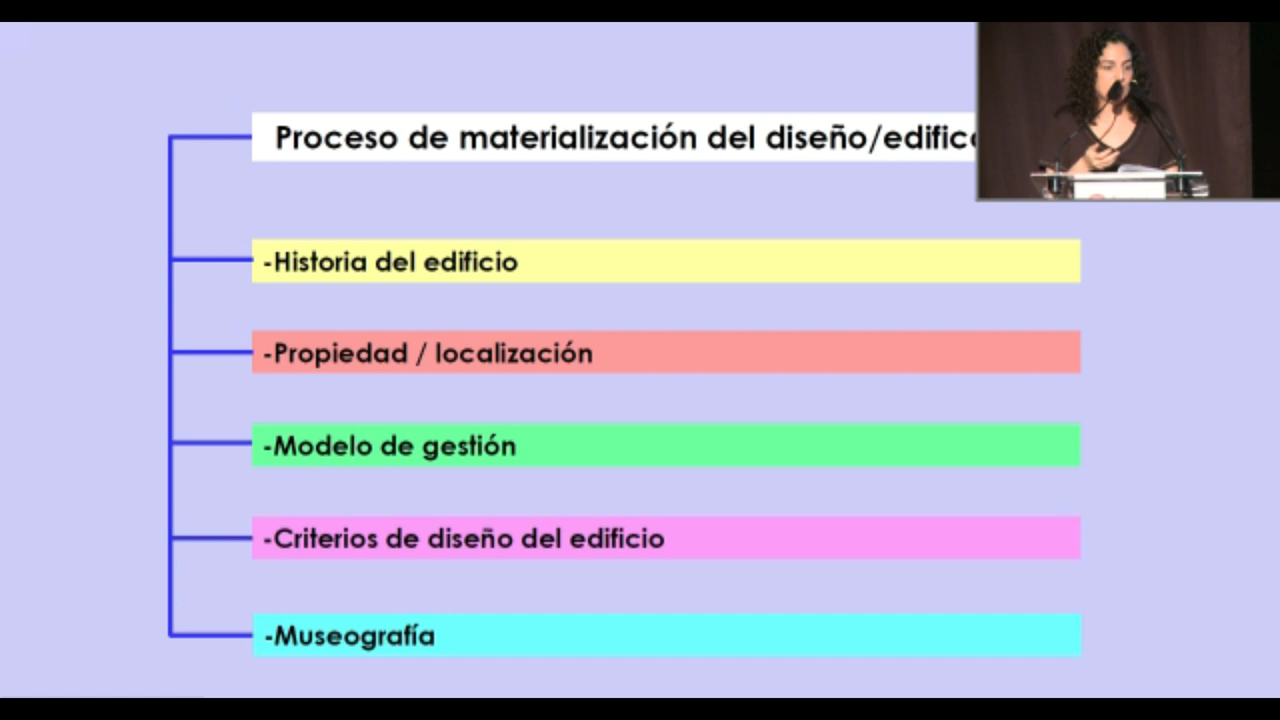 Proceso de materialización del diseño/edific
-Historia del edificio
-Propiedad / localización
-Modelo de gestión
-Criterios de diseño del edificio
-Museografía